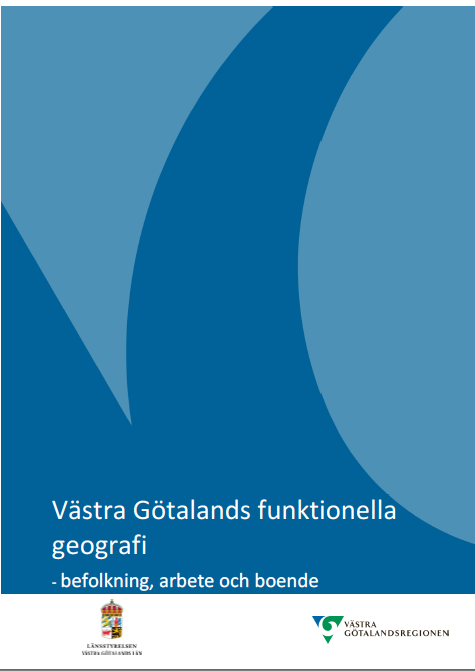 Västra Götalands funktionella
geografi
- befolkning, arbete och boende
LÄNSSTYRELSEN
VÄSTRA GÖTALANDS LÄN
VÄSTRA
GÖTALANDSREGIONEN